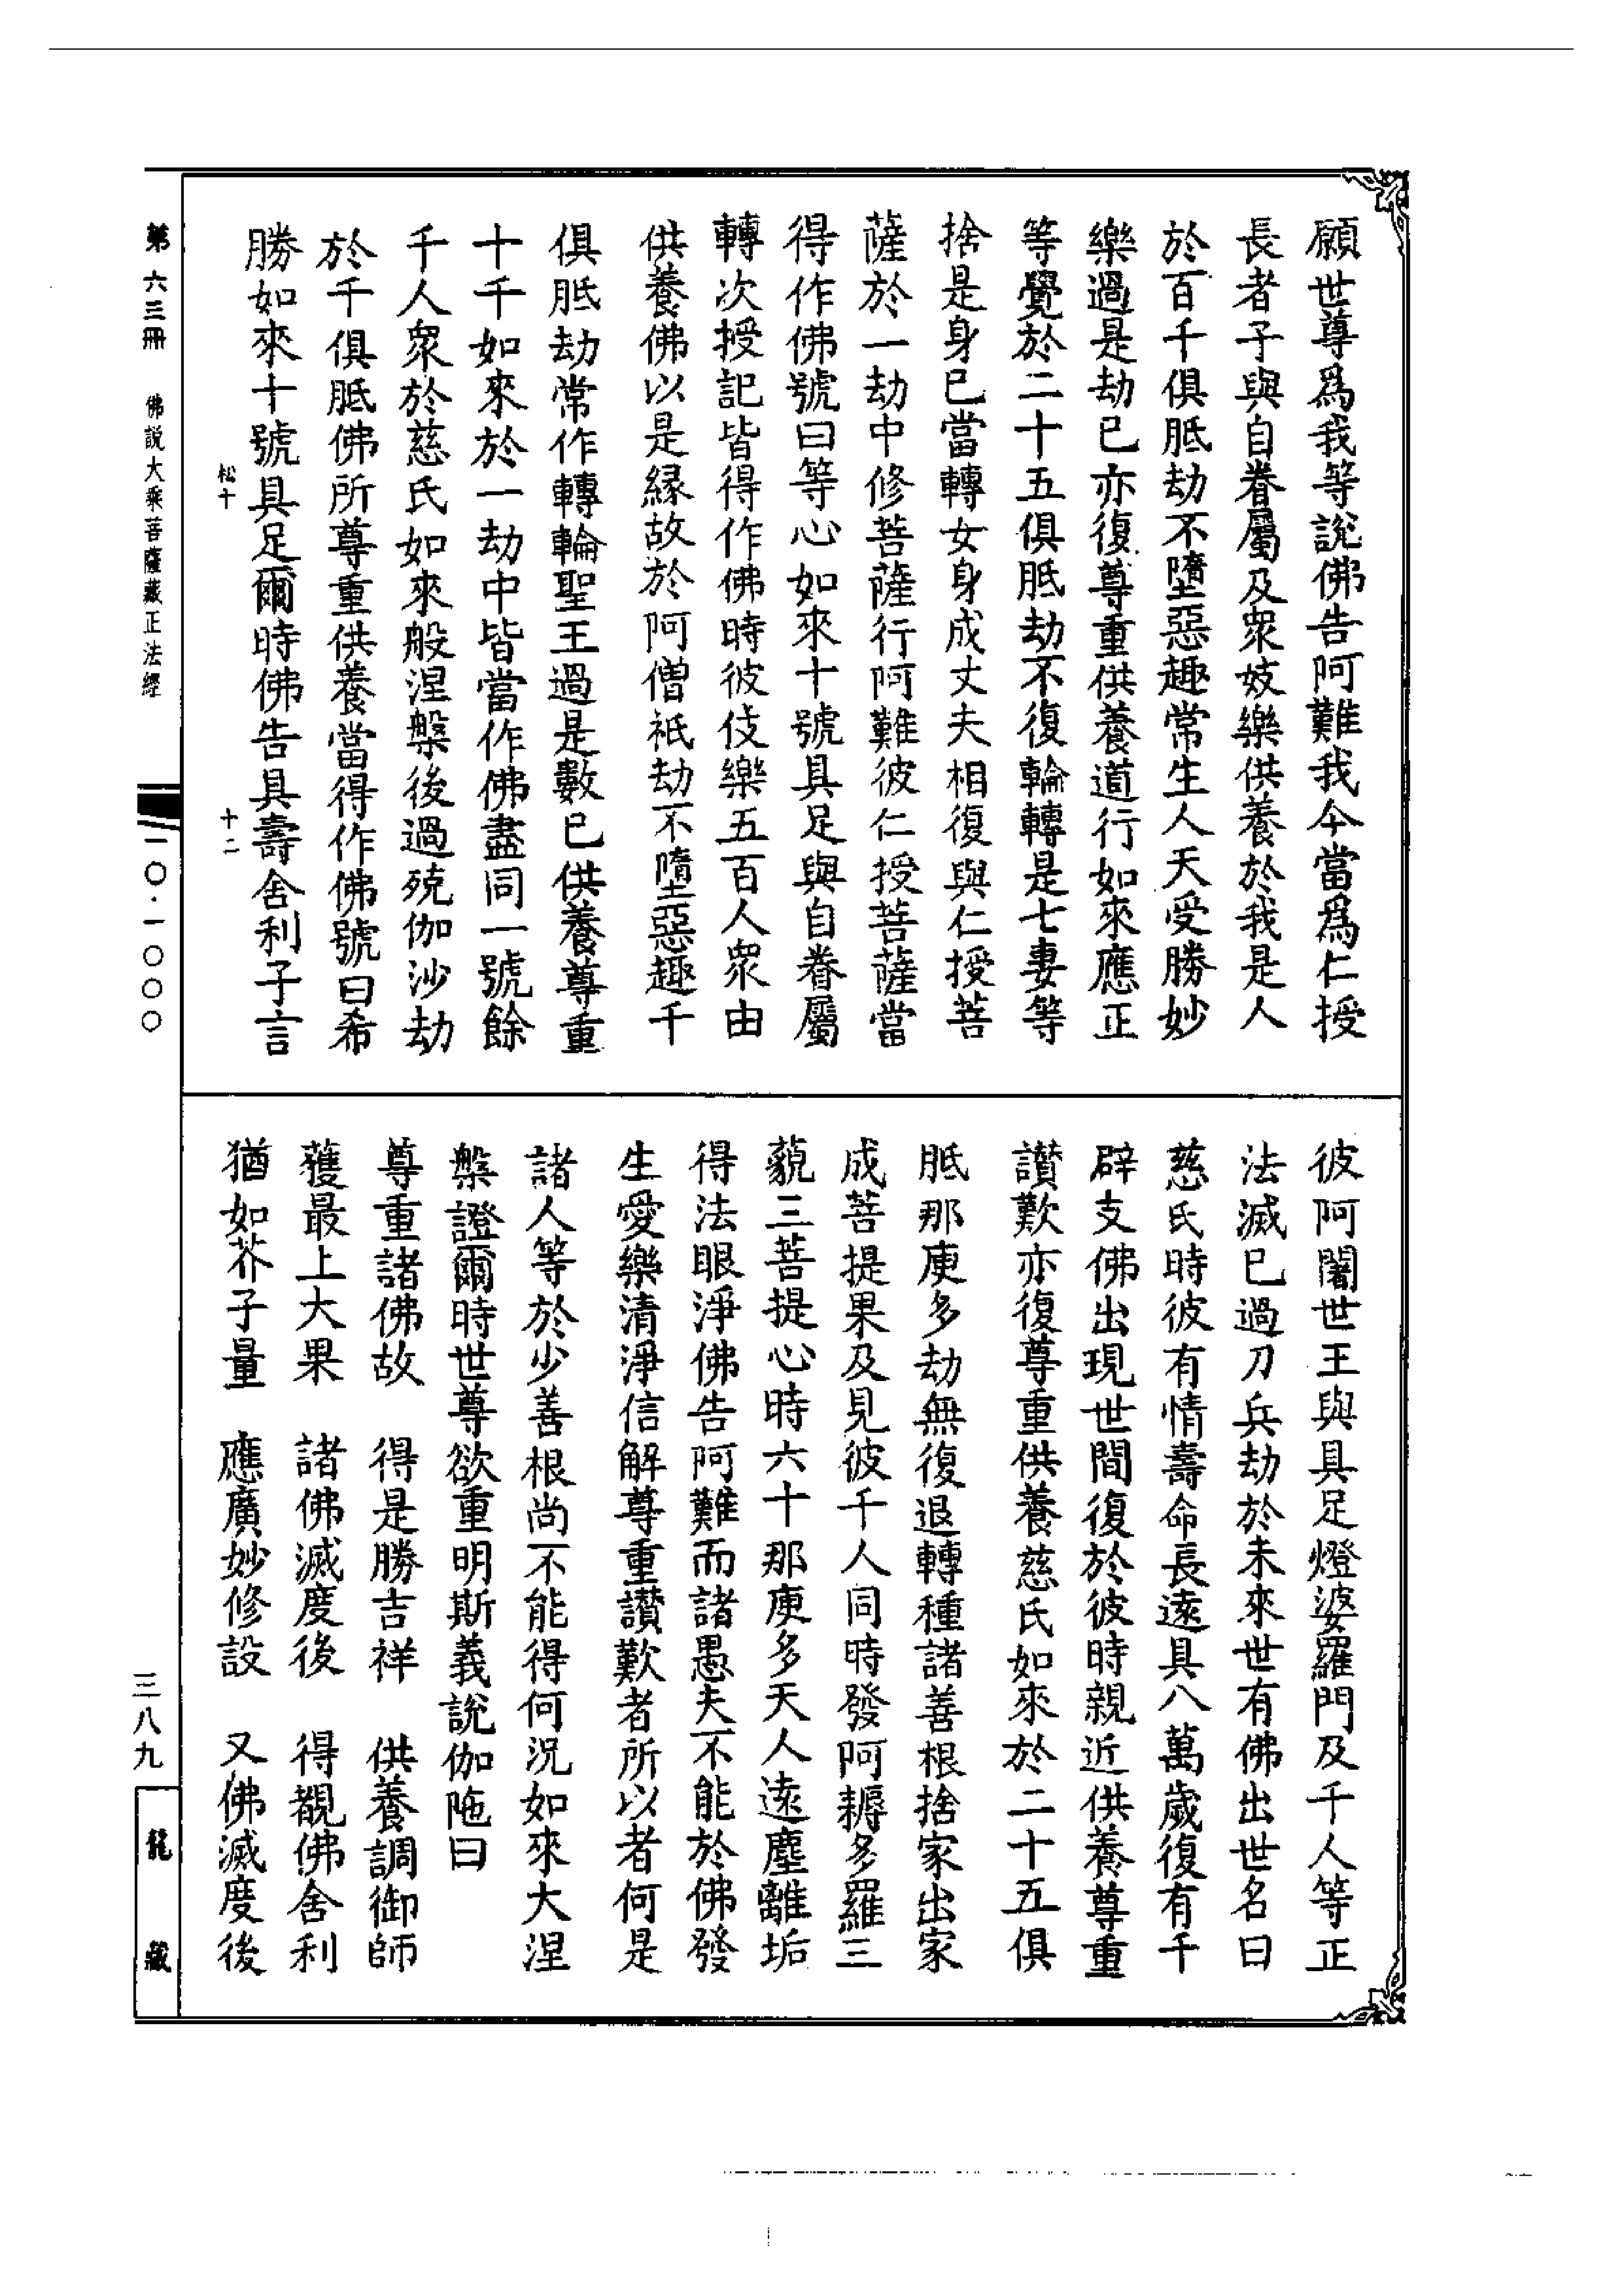 願世尊爲我等說佛告阿難我今當爲仁授
長者子與自眷屬及衆妓樂供養於我是人
於百千俱胝劫不墮惡趣常生人天受勝妙
樂過是劫已亦復尊重供養道行如來應正
等覺於二十五俱胝劫不復輪轉是七妻等
捨是身已當轉女身成丈夫相復與仁授菩
薩於一劫中修菩薩行阿難彼仁授菩薩當
得作佛號曰等心如來十號具足與自眷屬
轉次授記皆得作佛時彼伎樂五百人衆由
供養佛以是緣故於阿僧祇劫不墮惡趣千
俱胝劫常作轉輪聖王過是數已供養尊重
十千如來於一劫中皆當作佛盡同一號餘
千人衆於慈氏如來般涅槃後過殑伽沙劫
於千俱胝佛所尊重供養當得作佛號曰希
勝如來十號具足爾時佛告具壽舍利子言
彼阿闍世王與具足燈婆羅門及千人等正
法滅已過刀兵劫於未來世有佛出世名曰
慈氏時彼有情壽命長遠具八萬歲復有千
辟支佛出現世間復於彼時親近供養尊重
讃歎亦復尊重供養慈氏如來於二十五俱
胝那庾多劫無復退轉種諸善根捨家出家
成菩提果及見彼千人同時發阿耨多羅三
藐三菩提心時六十那庾多天人遠塵離垢
得法眼淨佛告阿難而諸愚夫不能於佛發
生愛樂清淨信解尊重讃歎者所以者何是
諸人等於少善根尚不能得何況如來大涅
槃證爾時世尊欲重明斯義說伽陁曰
尊重諸佛故　得是勝吉祥　供養調御師
獲最上大果　諸佛滅度後　得覩佛舍利
猶如芥子量　應廣妙修設　又佛滅度後
松十　十二
第六三冊　佛説大乘菩薩藏正法經　一〇·一〇〇〇
三八九
龍藏